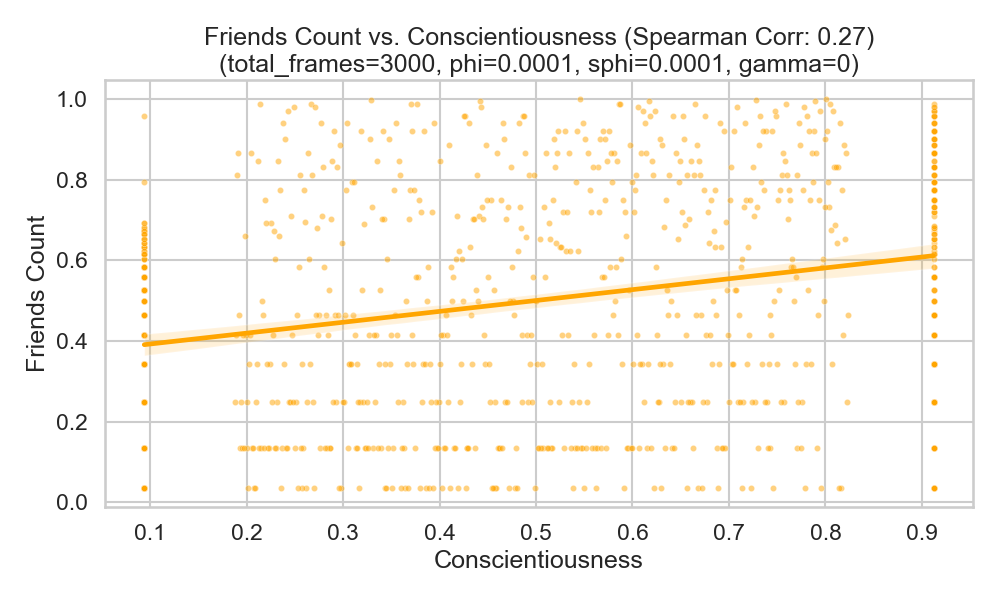 Friends Count vs. Conscientiousness (Spearman Corr: 0.27)
(total_frames=3000, phi=0.0001, sphi=0.0001, gamma=0)
Friends Count
1.0
0.8
0.6
0.4
0.2
0.0
0.1 0.2 0.3 0.4 0.5 0.6 0.7 0.8 0.9
Conscientiousness